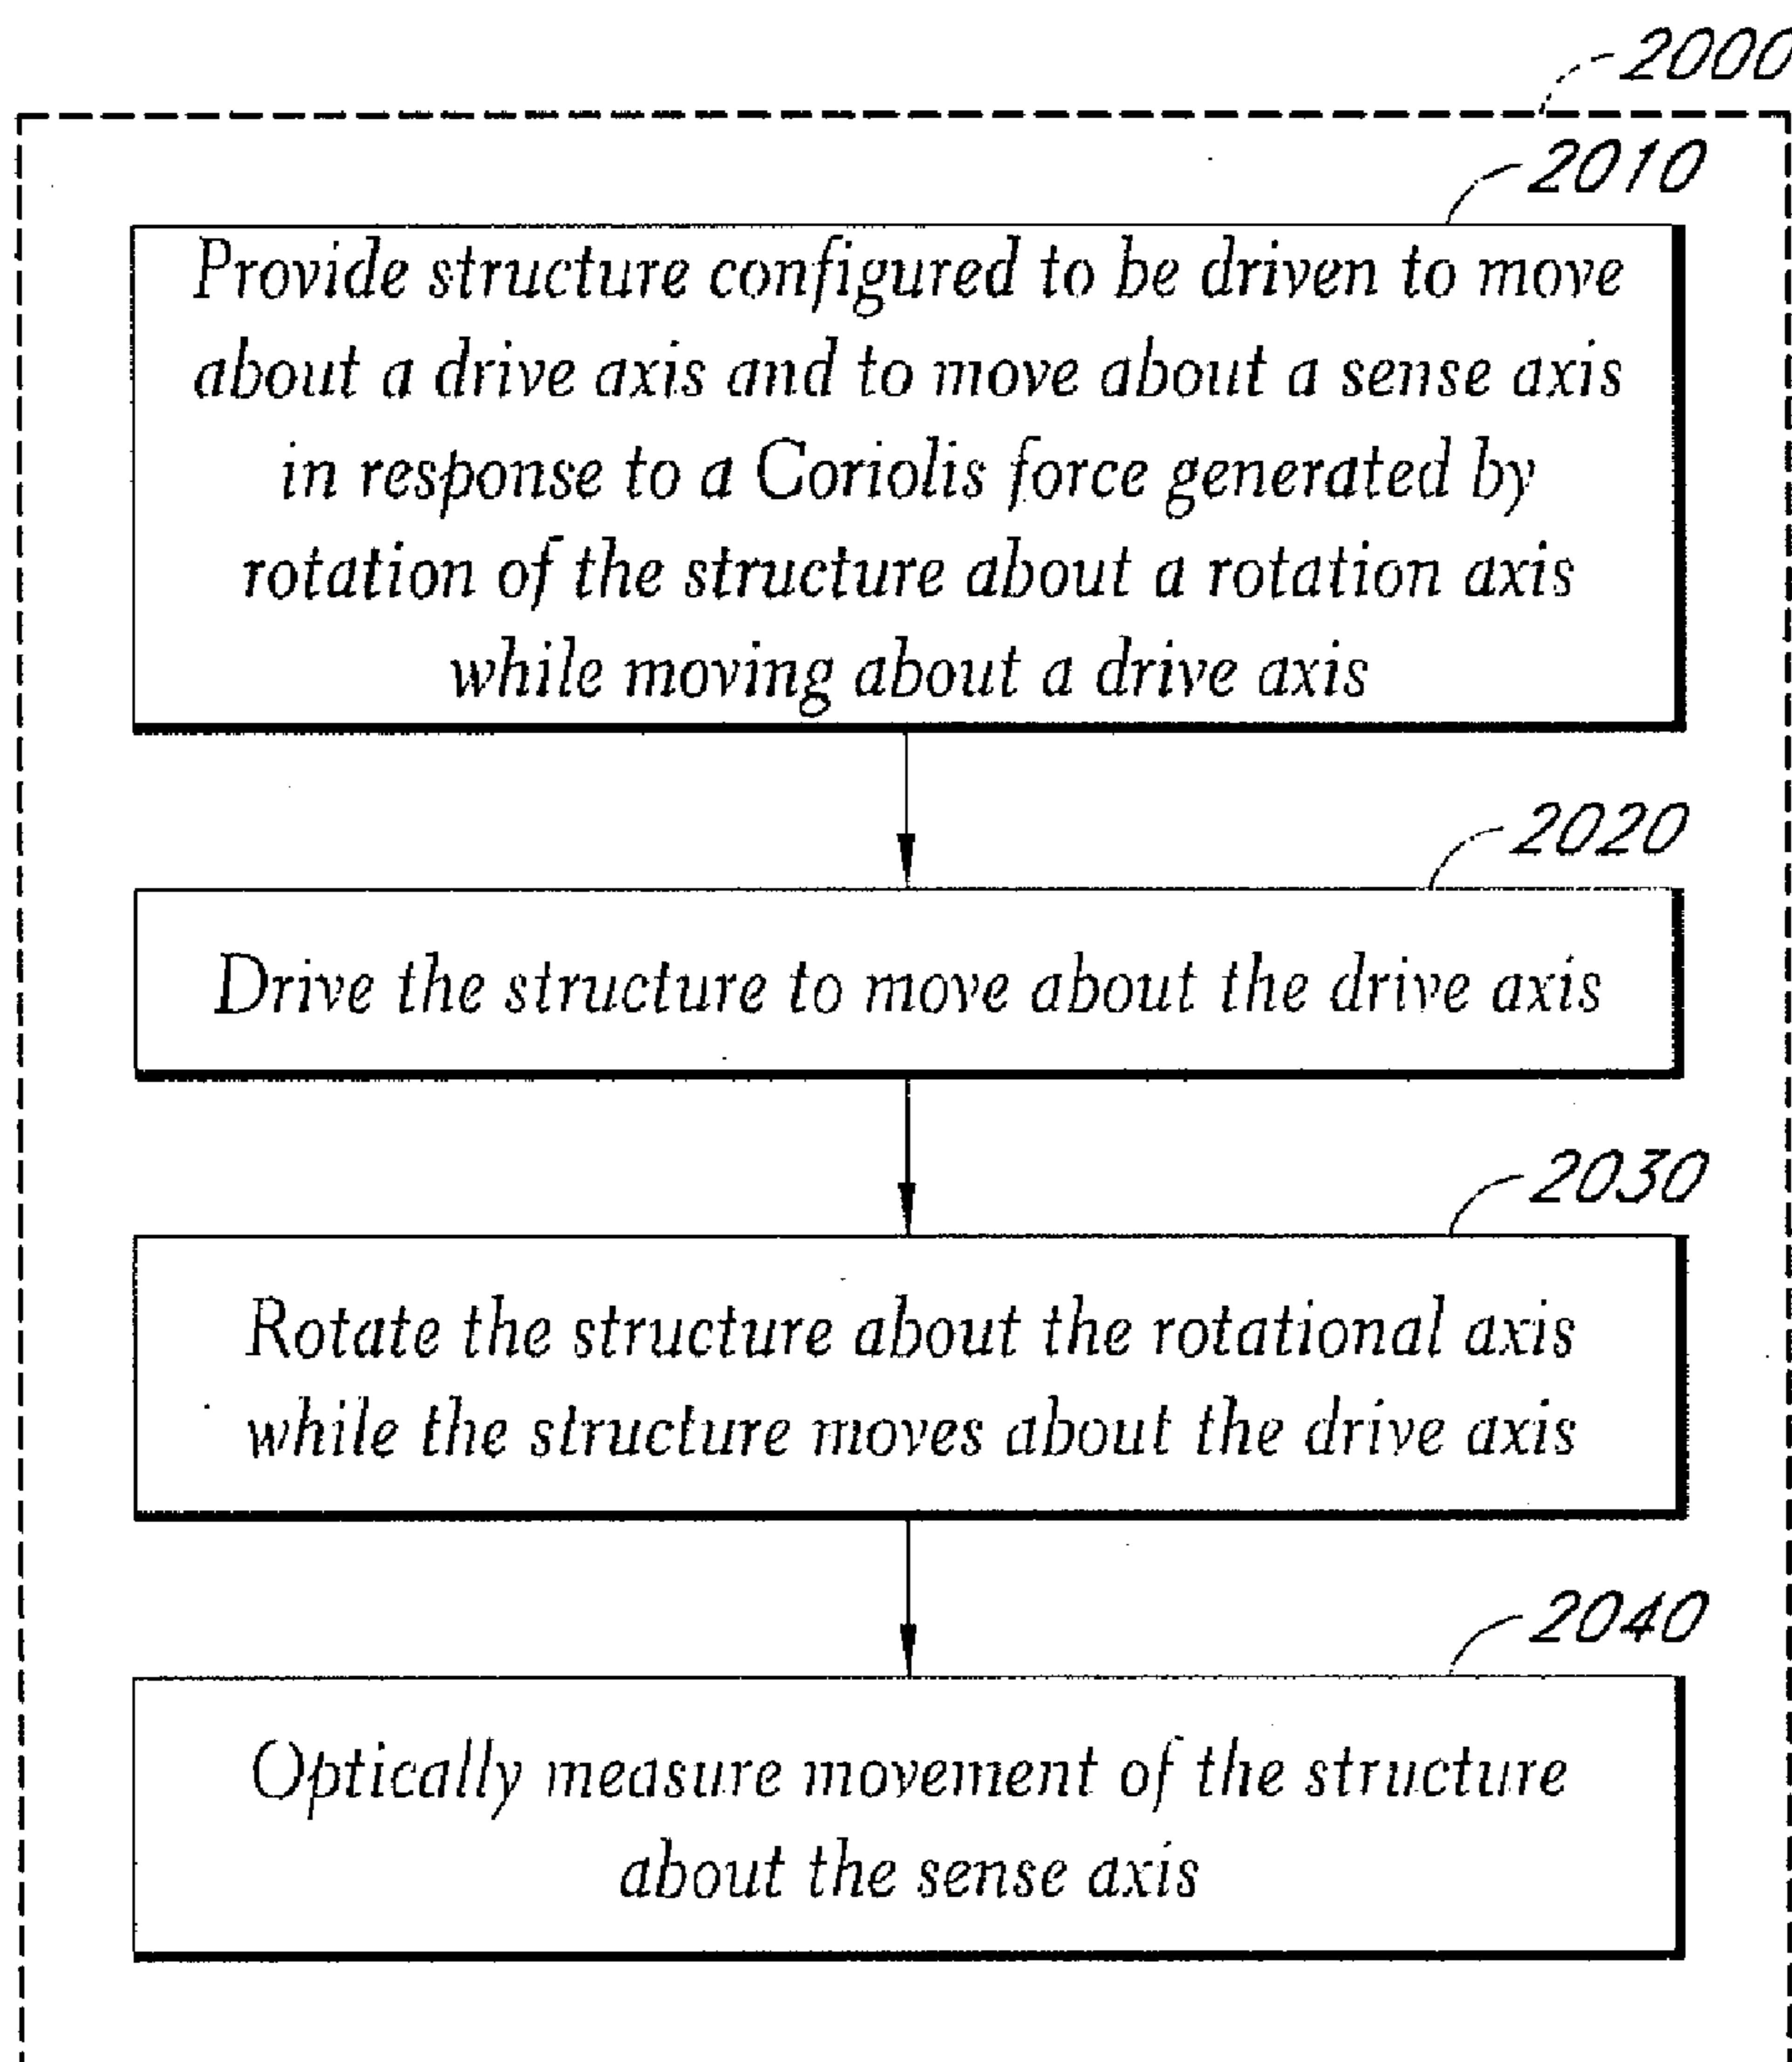 2000
2010
Provide structure configured to be driven to move
about a drive axis and to move about a sense axis
in response to a Coriolis force generated by
rotation of the structure about a rotation axis
while moving about a drive axis
2020
Drive the structure to move about the drive axis
2030
Rotate the structure about the rotational axis
while the structure moves about the drive axis
2040
Optically measure movement of the structure
about the sense axis